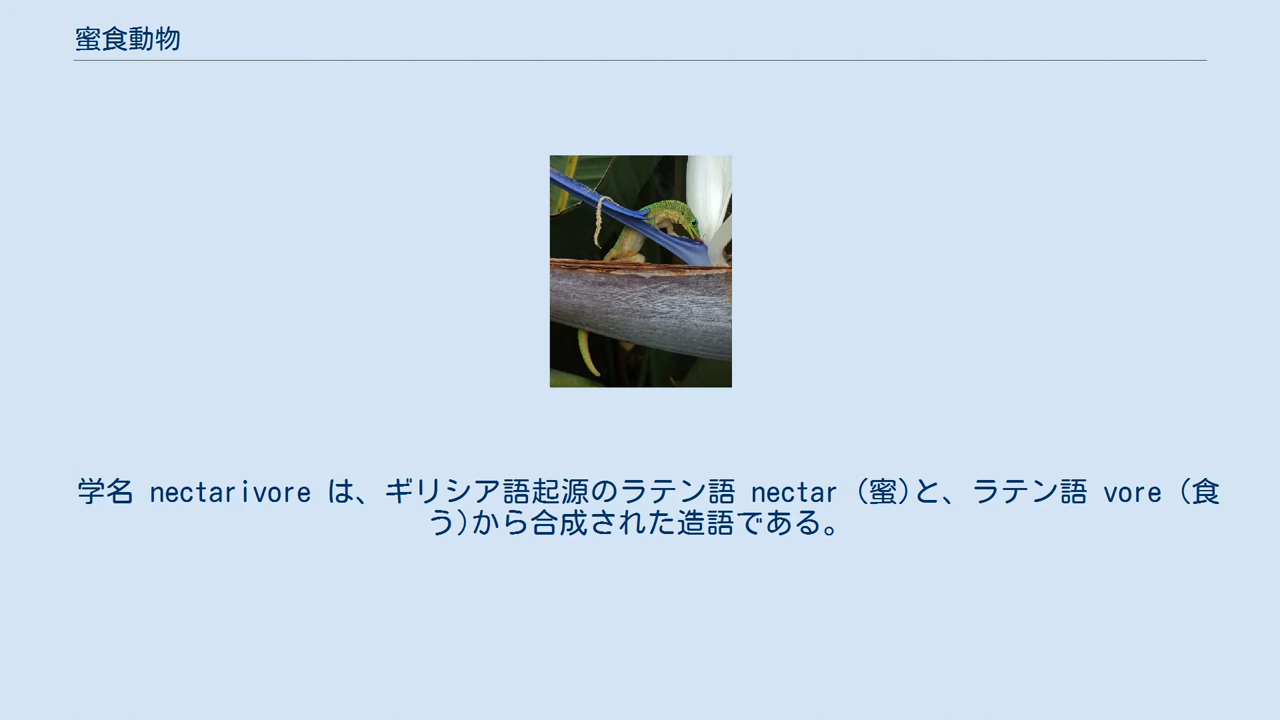 蜜食動物
学名 nectarivore は、ギリシア語起源のラテン語 nectar (蜜)と、ラテン語 vore (食
う)から合成された造語である。